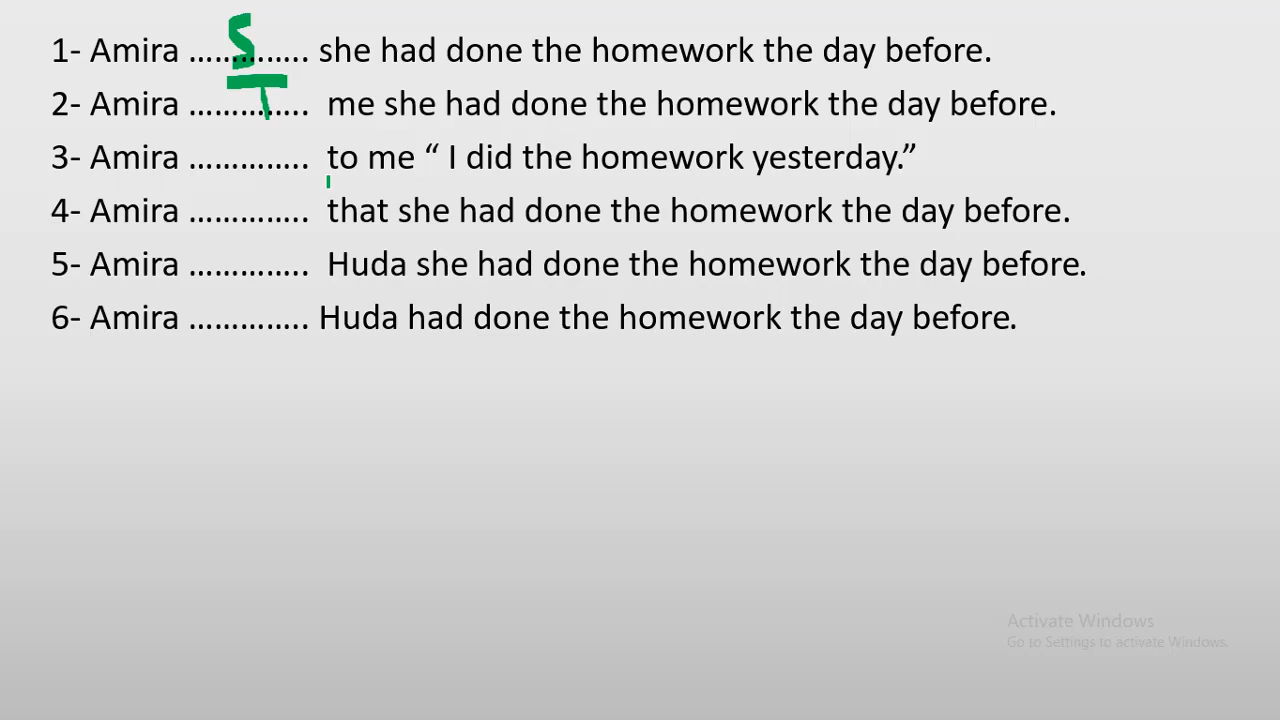 1- Amira ………….. she had done the homework the day before.
S
2- Amira ………….. me she had done the homework the day before.
T
3- Amira ………….. to me “ I did the homework yesterday.”
4- Amira ………….. that she had done the homework the day before.
5- Amira ………….. Huda she had done the homework the day before.
6- Amira ………….. Huda had done the homework the day before.
Activate Windows
Go to Settings to activate Windows.